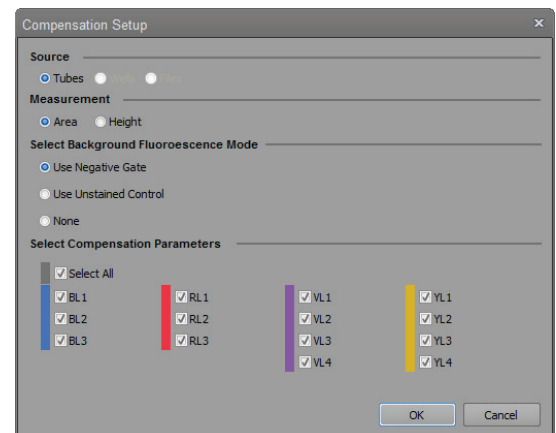 Compensation Setup
Source
Tubes Wells Files
Measurement
Area Height
Select Background Fluoroescence Mode
Use Negative Gate
Use Unstained Control
None
Select Compensation Parameters
Select All
BL1 RL1 VL1 YL1
BL2 RL2 VL2 YL2
BL3 RL3 VL3 YL3
VL4 YL4
OK Cancel